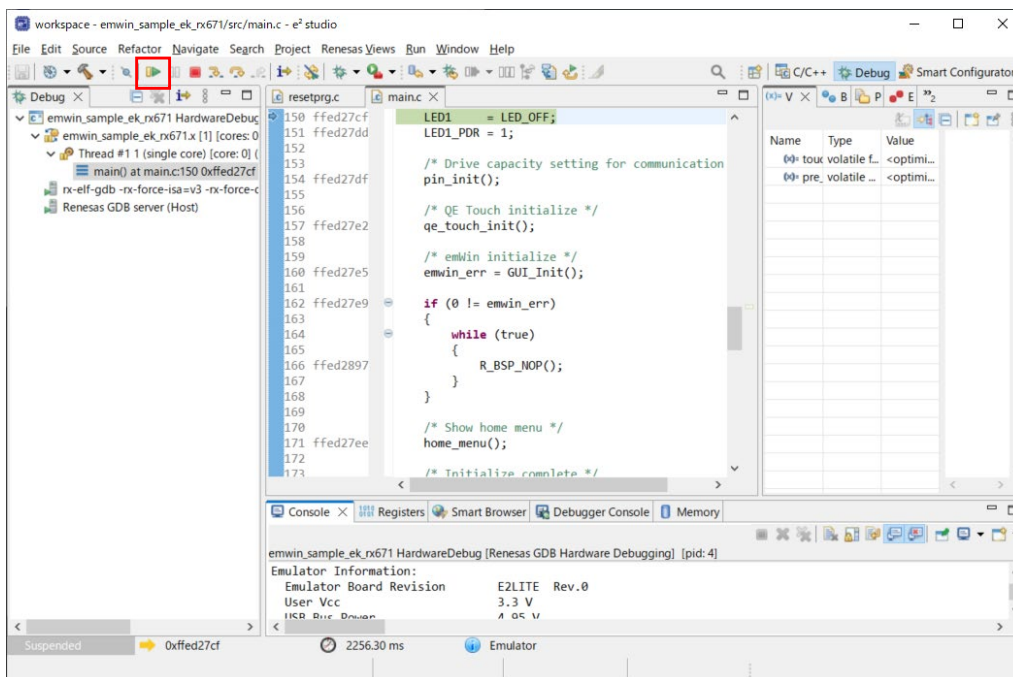 workspace - emwin_sample_ek_rx671/src/main.c - e² studio
File Edit Source Refactor Navigate Search Project Renesas Views Run Window Help
C/C++ Debug Smart Configurator
Debug
resetprg.c main.c
V B P E 2
emwin_sample_ek_rx671 HardwareDebug
emwin_sample_ek_rx671.x [1] [cores: 0
Thread #1 1 (single core) [core: 0] (
main() at main.c:150 0xffed27cf
rx-elf-gdb -rx-force-isa=v3 -rx-force-c
Renesas GDB server (Host)
150 ffed27cf LED1 = LED_OFF;
151 ffed27dd LED1_PDR = 1;
152
153 /* Drive capacity setting for communication
154 ffed27df pin_init();
155
156 /* QE Touch initialize */
157 ffed27e2 qe_touch_init();
158
159 /* emWin initialize */
160 ffed27e5 emwin_err = GUI_Init();
161
162 ffed27e9 if (0 != emwin_err)
163 {
164 while (true)
165 {
166 ffed2897 R_BSP_NOP();
167 }
168 }
169
170 /* Show home menu */
171 ffed27ee home_menu();
172
173 /* Initialize complete */
Name Type Value
touc volatile f... <optimi...
pre_ volatile ... <optimi...
Console Registers Smart Browser Debugger Console Memory
emwin_sample_ek_rx671 HardwareDebug [Renesas GDB Hardware Debugging] [pid: 4]
Emulator Information:
Emulator Board Revision E2LITE Rev.0
User Vcc 3.3 V
USB Bus Power 4.95 V
Suspended 0xffed27cf 2256.30 ms Emulator